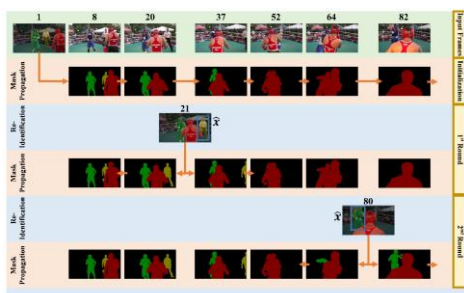 1 8 20 37 52 64 82
Input Frames
Mask
Propagation
Initialization
21
x̂
Re-
Identification
Mask
Propagation
1st Round
80
x̂
Re-
Identification
Mask
Propagation
2nd Round